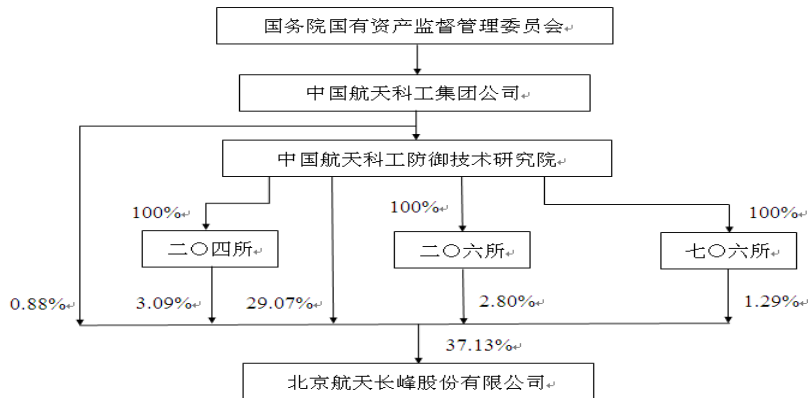 国务院国有资产监督管理委员会
中国航天科工集团公司
中国航天科工防御技术研究院
100%
100%
100%
二〇四所
二〇六所
七〇六所
0.88%
3.09%
29.07%
2.80%
1.29%
37.13%
北京航天长峰股份有限公司